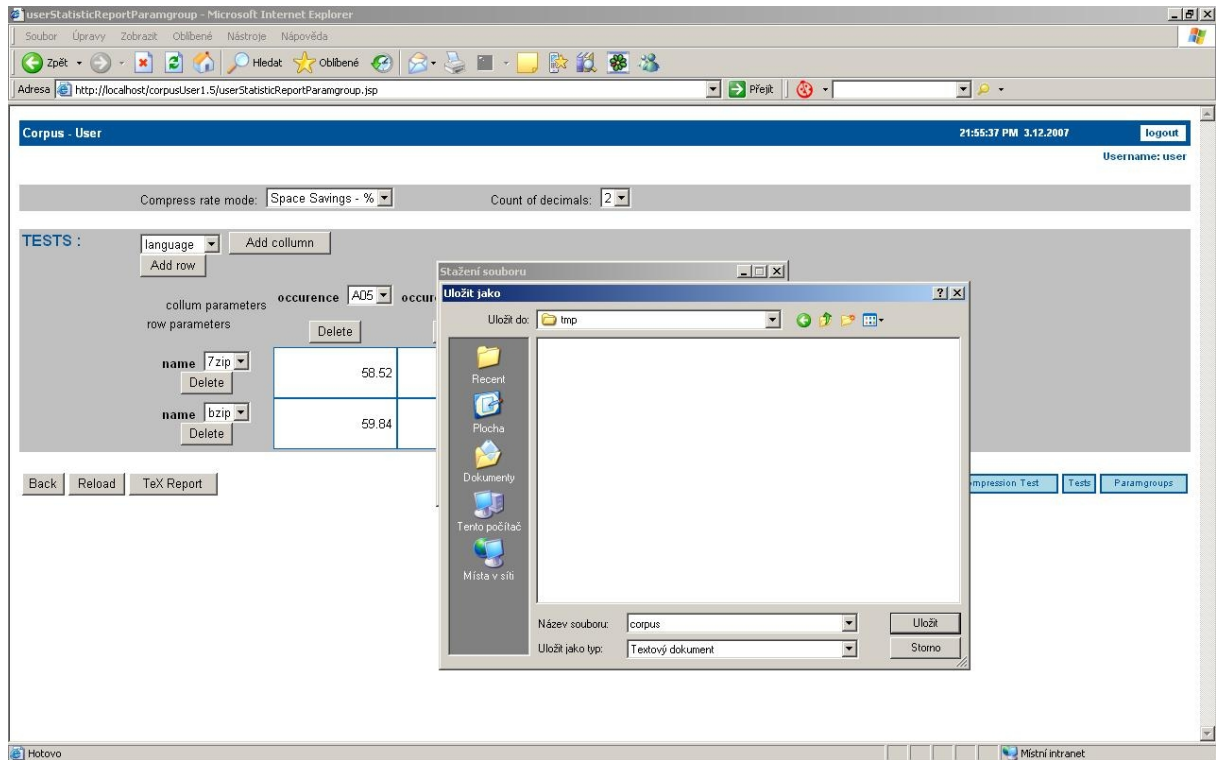 userStatisticReportParamgroup - Microsoft Internet Explorer
Soubor Úpravy Zobrazit Oblíbené Nástroje Nápověda
Zpět Hledat Oblíbené
Adresa http://localhost/corpusUser1.5/userStatisticReportParamgroup.jsp Přejít
Corpus - User 21:55:37 PM 3.12.2007 logout
Username: user
Compress rate mode: Space Savings - % Count of decimals: 2
TESTS : language Add collumn
Add row
Stažení souboru
Uložit jako
collum parameters occurence A05 occur
Uložit do: tmp
row parameters Delete
name 7zip 58.52
Delete
Recent
name bzip 59.84
Delete
Plocha
Dokumenty
Back Reload TeX Report
mpression Test Tests Paramgroups
Tento počítač
Místa v síti
Název souboru: corpus Uložit
Uložit jako typ: Textový dokument Storno
Hotovo Místní intranet